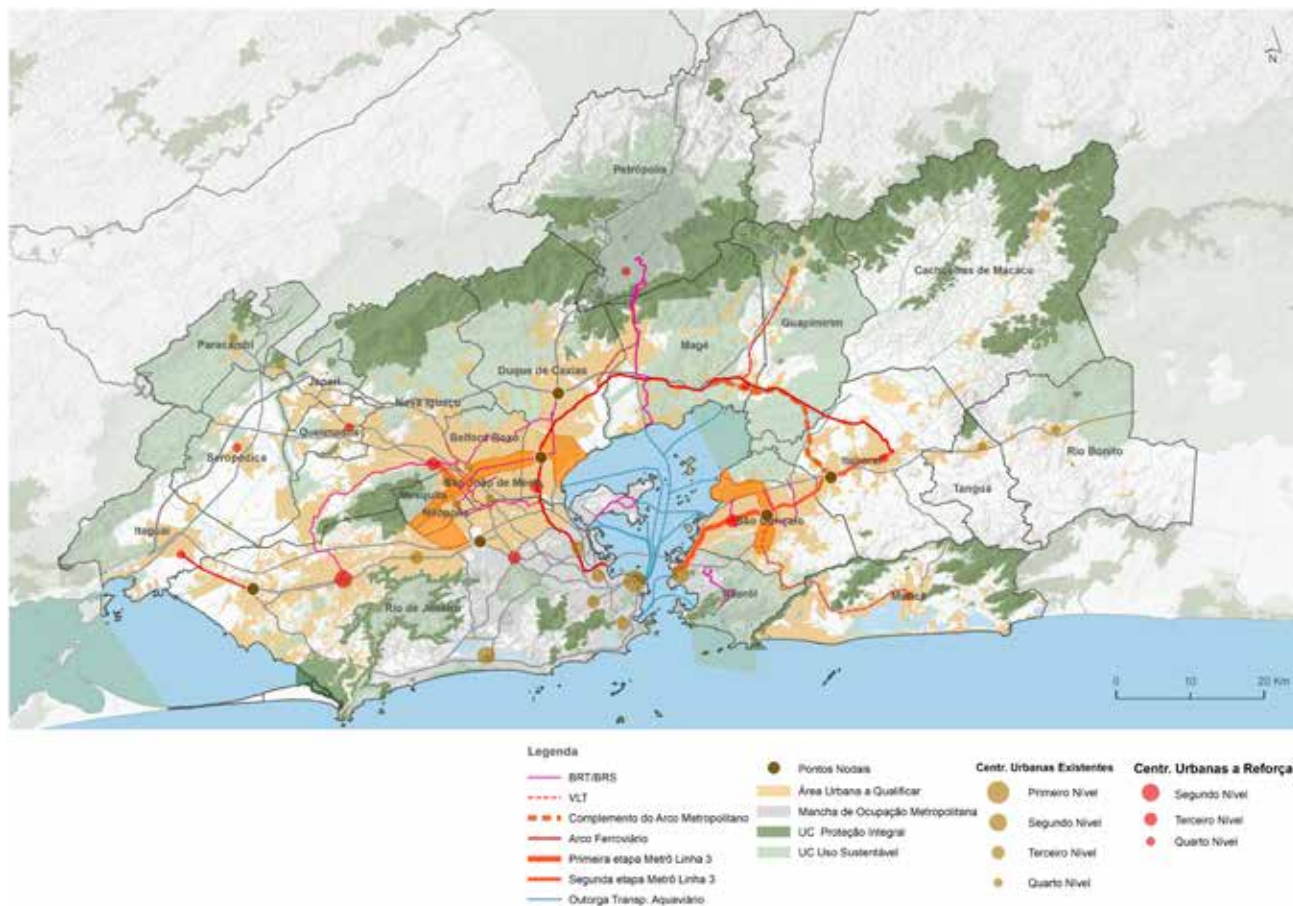 N
Petrópolis
Cachoeiras de Macacu
Guapimirim
Magé
Paracambi
Japeri
Duque de Caxias
Nova Iguaçu
Queimados
Belford Roxo
Seropédica
Rio Bonito
São João de Meriti
Mesquita
Nilópolis
Tanguá
São Gonçalo
Itaguaí
Rio de Janeiro
Niterói
Maricá
0 10 20 Km
Legenda
BRT/BRS
VLT
Complemento do Arco Metropolitano
Arco Ferroviário
Primeira etapa Metrô Linha 3
Segunda etapa Metrô Linha 3
Outorga Transp. Aquaviário
Pontos Nodais
Área Urbana a Qualificar
Mancha de Ocupação Metropolitana
UC Proteção Integral
UC Uso Sustentável
Centr. Urbanas Existentes
Primeiro Nível
Segundo Nível
Terceiro Nível
Quarto Nível
Centr. Urbanas a Reforça
Segundo Nível
Terceiro Nível
Quarto Nível